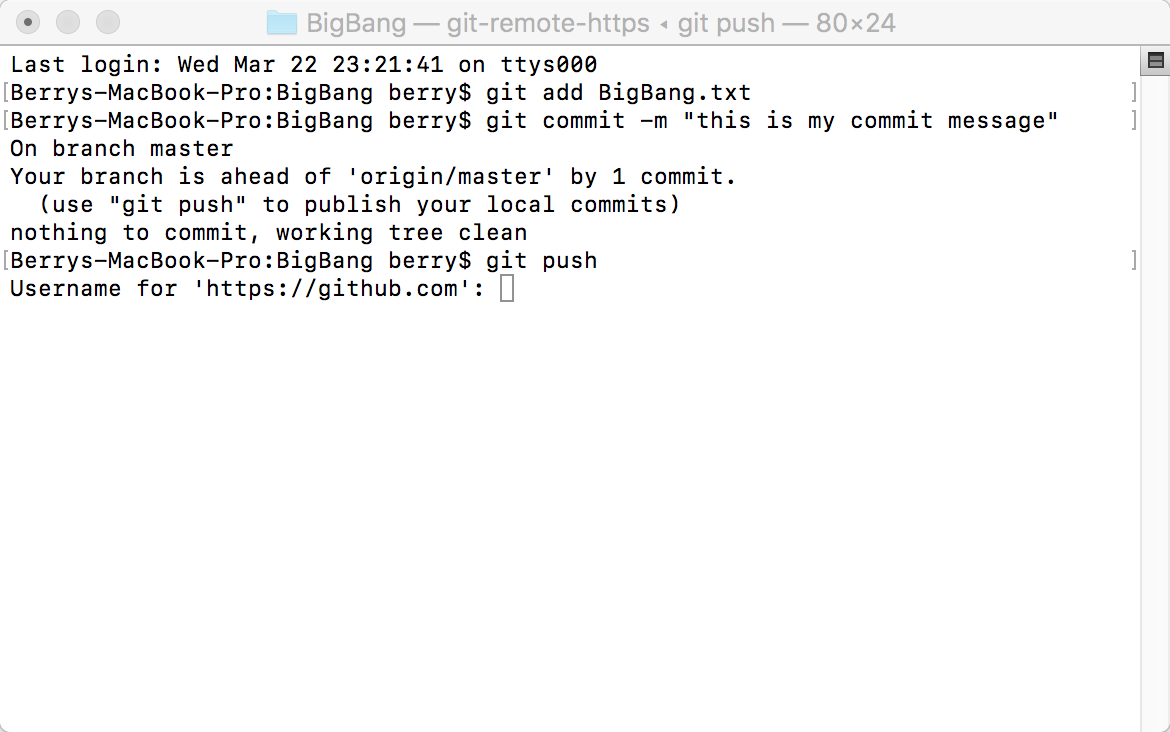 BigBang — git-remote-https ◂ git push — 80×24
Last login: Wed Mar 22 23:21:41 on ttys000
[Berrys-MacBook-Pro:BigBang berry$ git add BigBang.txt ]
[Berrys-MacBook-Pro:BigBang berry$ git commit -m "this is my commit message" ]
On branch master
Your branch is ahead of 'origin/master' by 1 commit.
  (use "git push" to publish your local commits)
nothing to commit, working tree clean
[Berrys-MacBook-Pro:BigBang berry$ git push ]
Username for 'https://github.com':